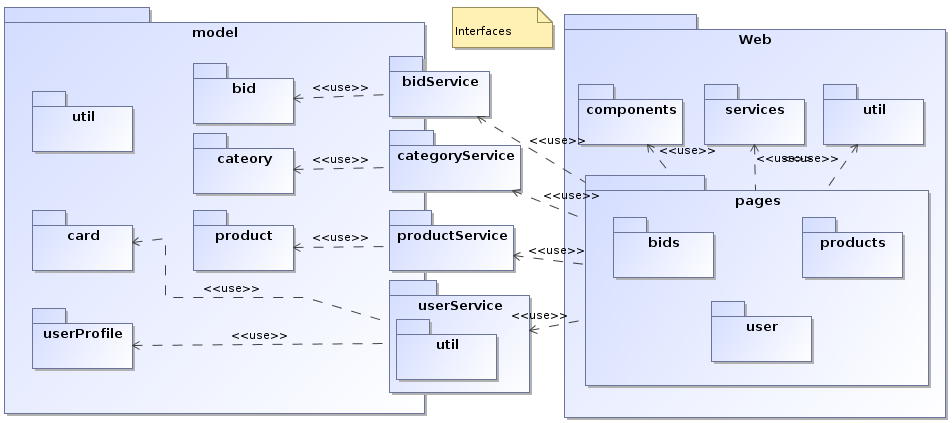 model
Interfaces
Web
bid
<<use>>
bidService
util
components
services
util
<<use>>
<<use>>
<<use>>
<<use>>
cateory
<<use>>
categoryService
<<use>>
pages
card
product
<<use>>
productService
<<use>>
bids
products
<<use>>
userService
<<use>>
userProfile
<<use>>
util
user